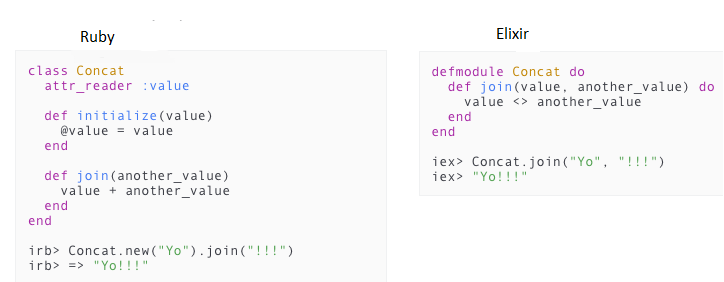 Ruby
class Concat
  attr_reader :value
  def initialize(value)
    @value = value
  end
  def join(another_value)
    value + another_value
  end
end
irb> Concat.new("Yo").join("!!!")
irb> => "Yo!!!"
Elixir
defmodule Concat do
  def join(value, another_value) do
    value <> another_value
  end
end
iex> Concat.join("Yo", "!!!")
iex> "Yo!!!"